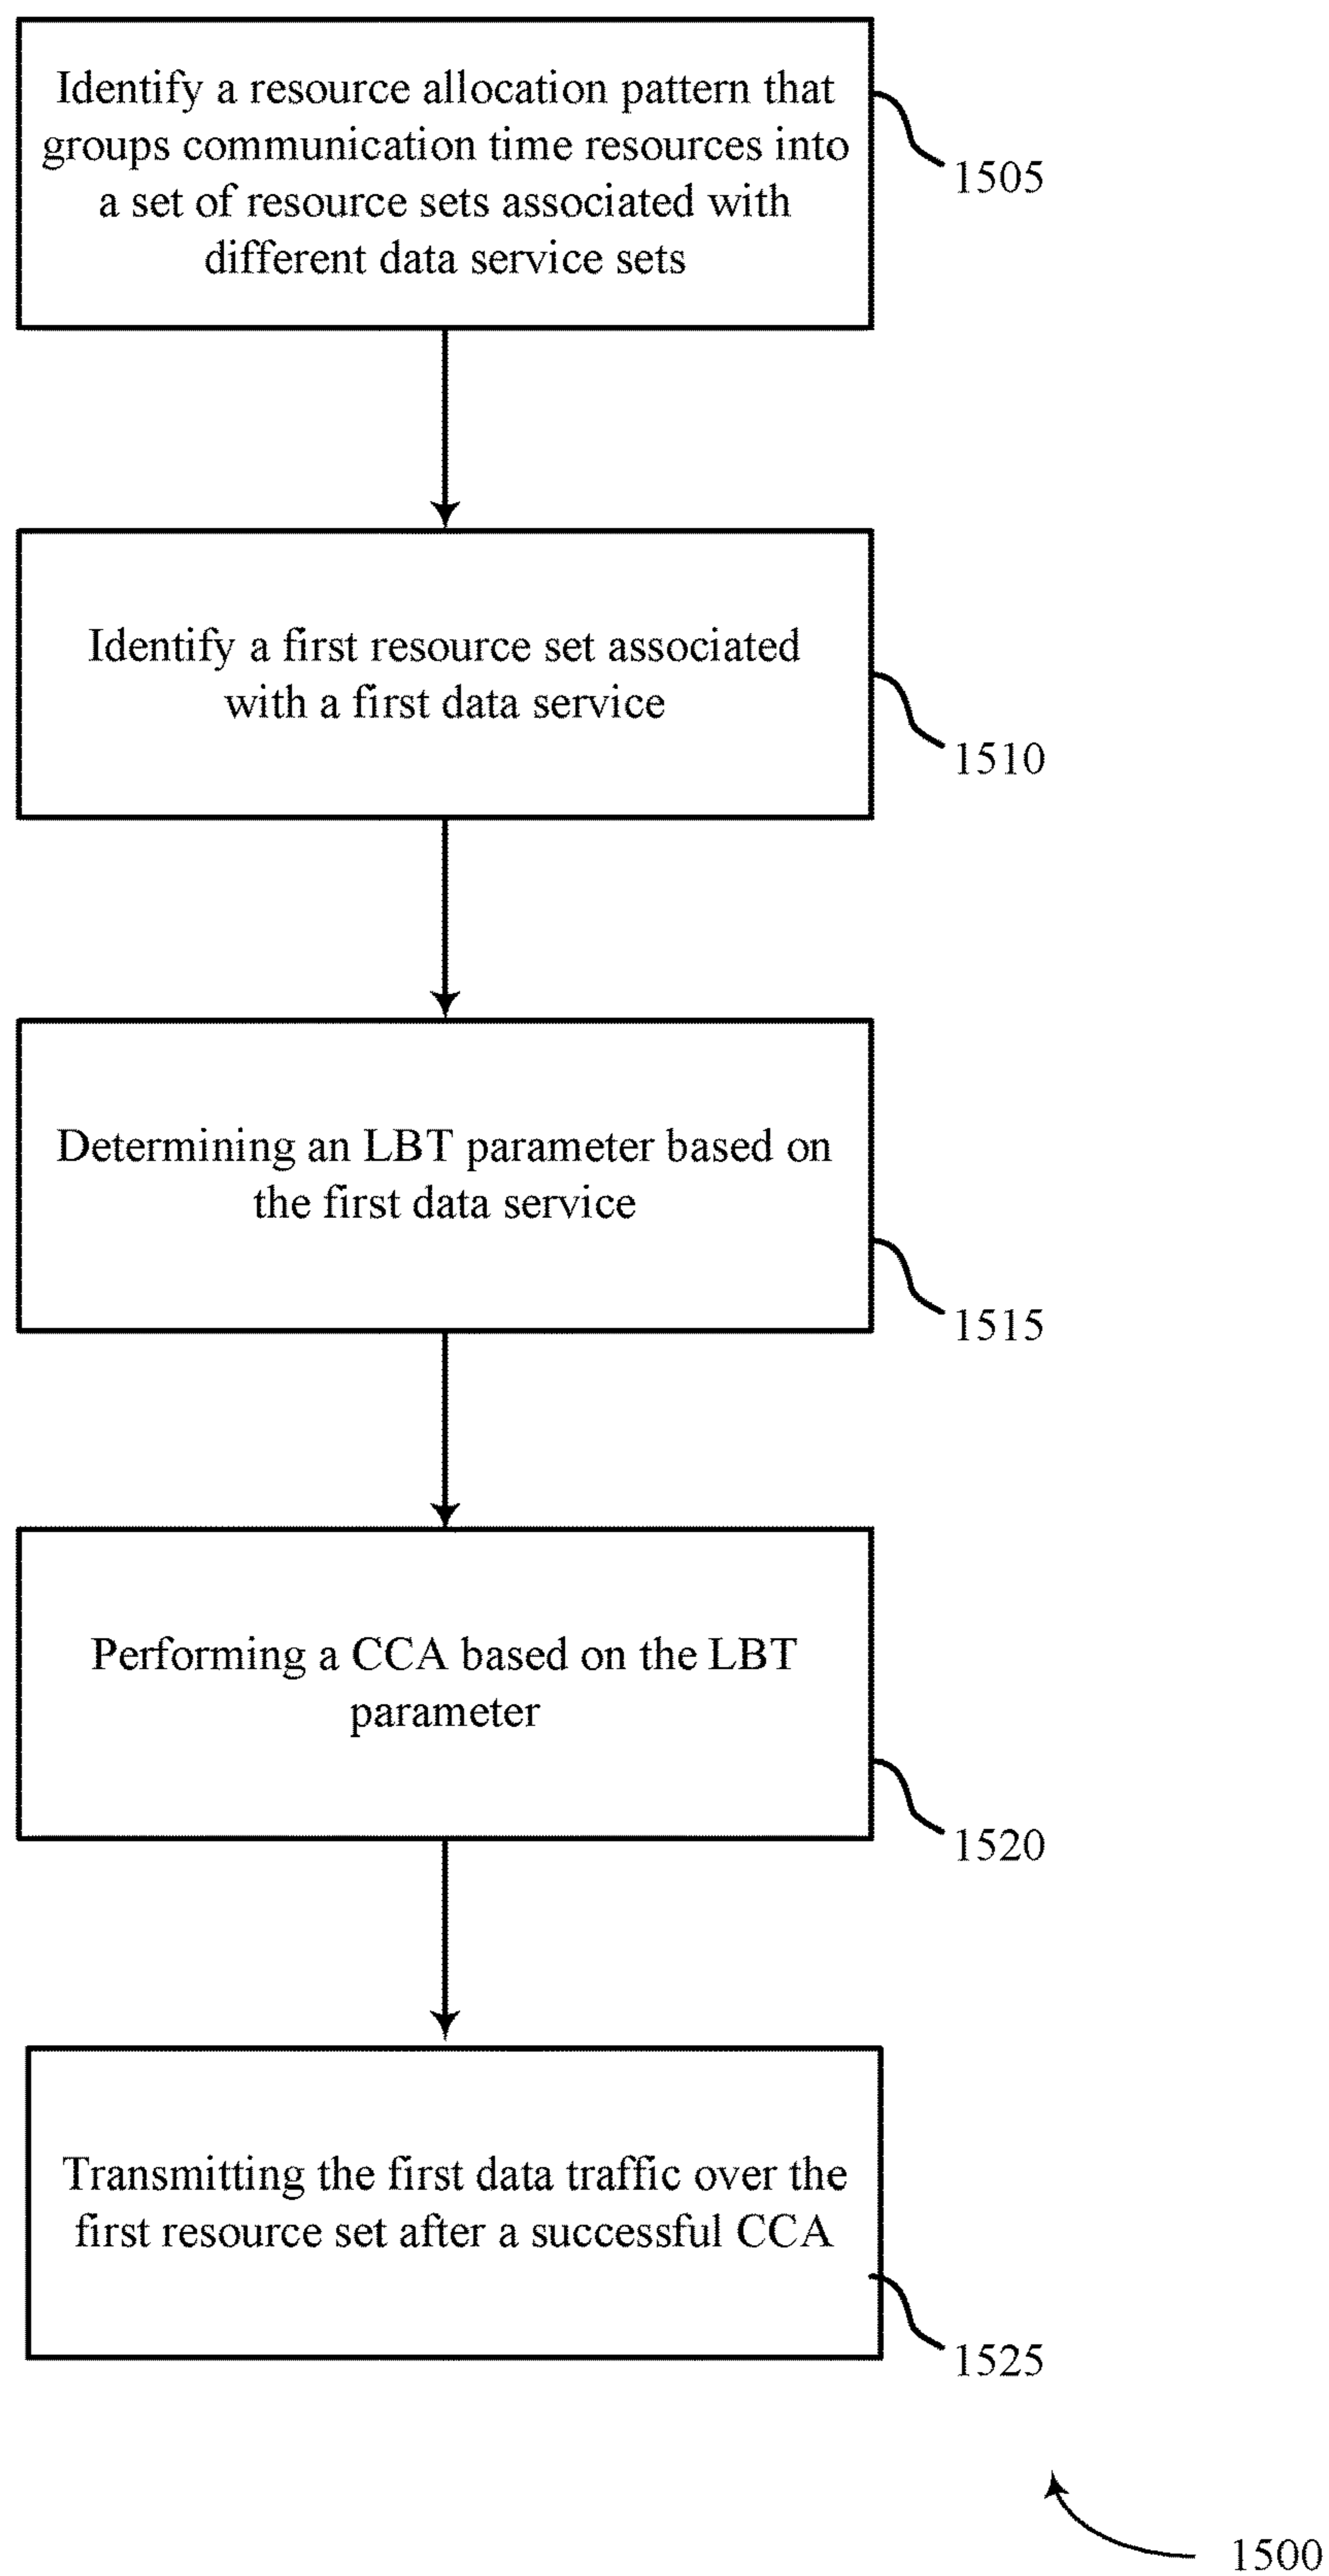 Identify a resource allocation pattern that
groups communication time resources into
a set of resource sets associated with
different data service sets
1505
Identify a first resource set associated
with a first data service
1510
Determining an LBT parameter based on
the first data service
1515
Performing a CCA based on the LBT
parameter
1520
Transmitting the first data traffic over the
first resource set after a successful CCA
1525
1500